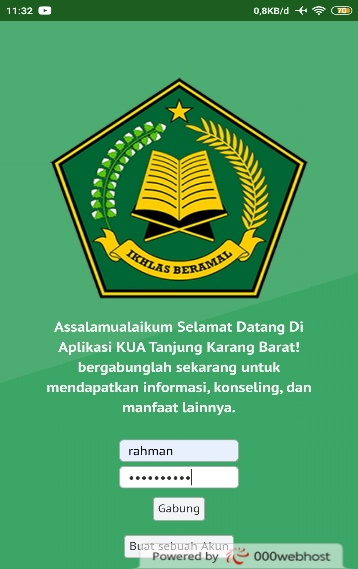 11:32
0,8KB/d
70
IKHLAS BERAMAL
Assalamualaikum Selamat Datang Di
Aplikasi KUA Tanjung Karang Barat!
bergabunglah sekarang untuk
mendapatkan informasi, konseling, dan
manfaat lainnya.
rahman
••••••••••
Gabung
Buat sebuah Akun
Powered by 000webhost